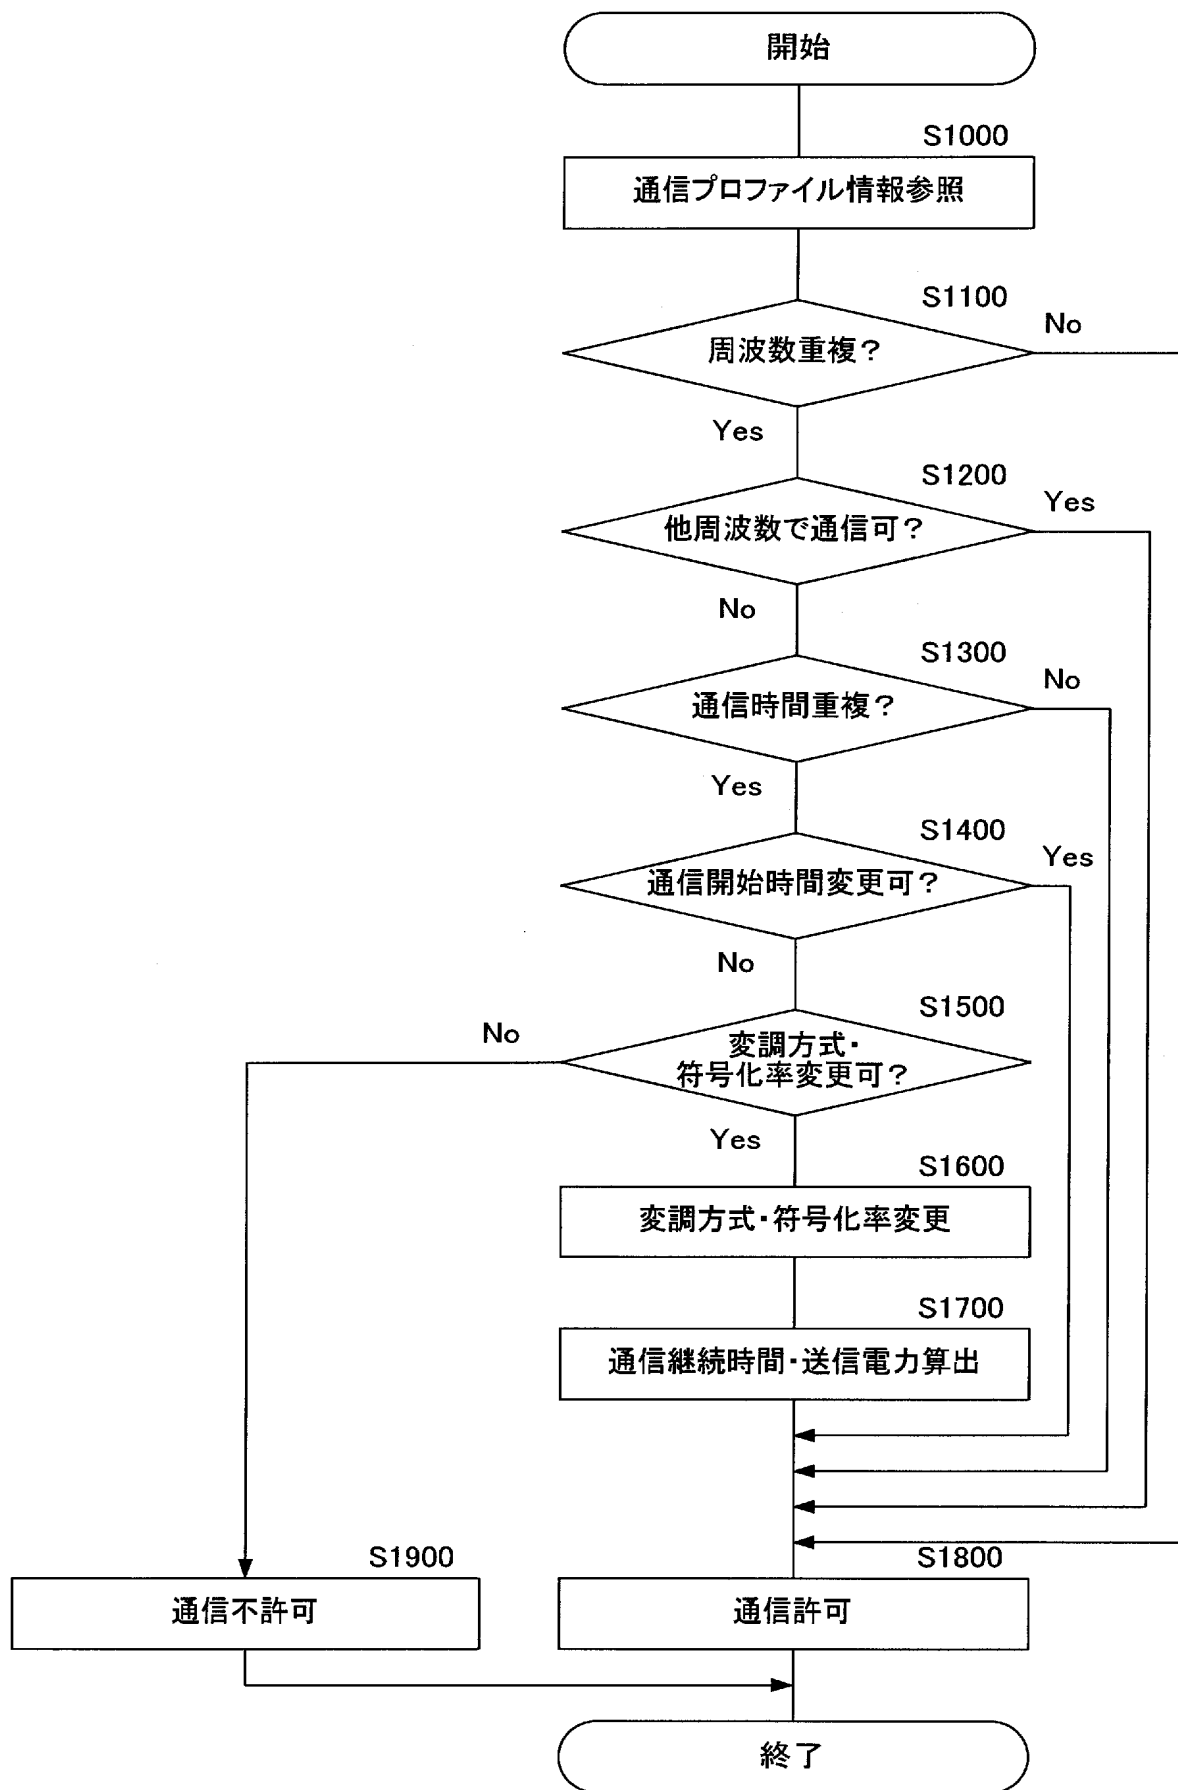 開始
S1000
通信プロファイル情報参照
S1100
周波数重複?
No
Yes
S1200
他周波数で通信可?
Yes
No
S1300
通信時間重複?
No
Yes
S1400
通信開始時間変更可?
Yes
No
S1500
変調方式・
符号化率変更可?
No
Yes
S1600
変調方式・符号化率変更
S1700
通信継続時間・送信電力算出
S1900
通信不許可
S1800
通信許可
終了